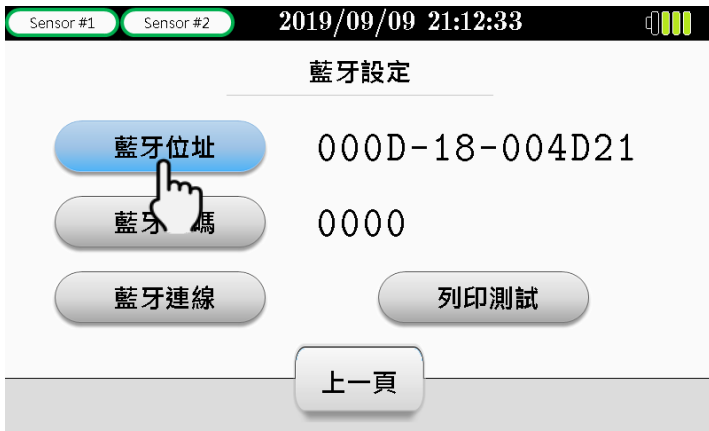 Sensor #1 Sensor #2 2019/09/09 21:12:33
藍牙設定
藍牙位址 000D-18-004D21
藍牙 碼 0000
藍牙連線 列印測試
上一頁